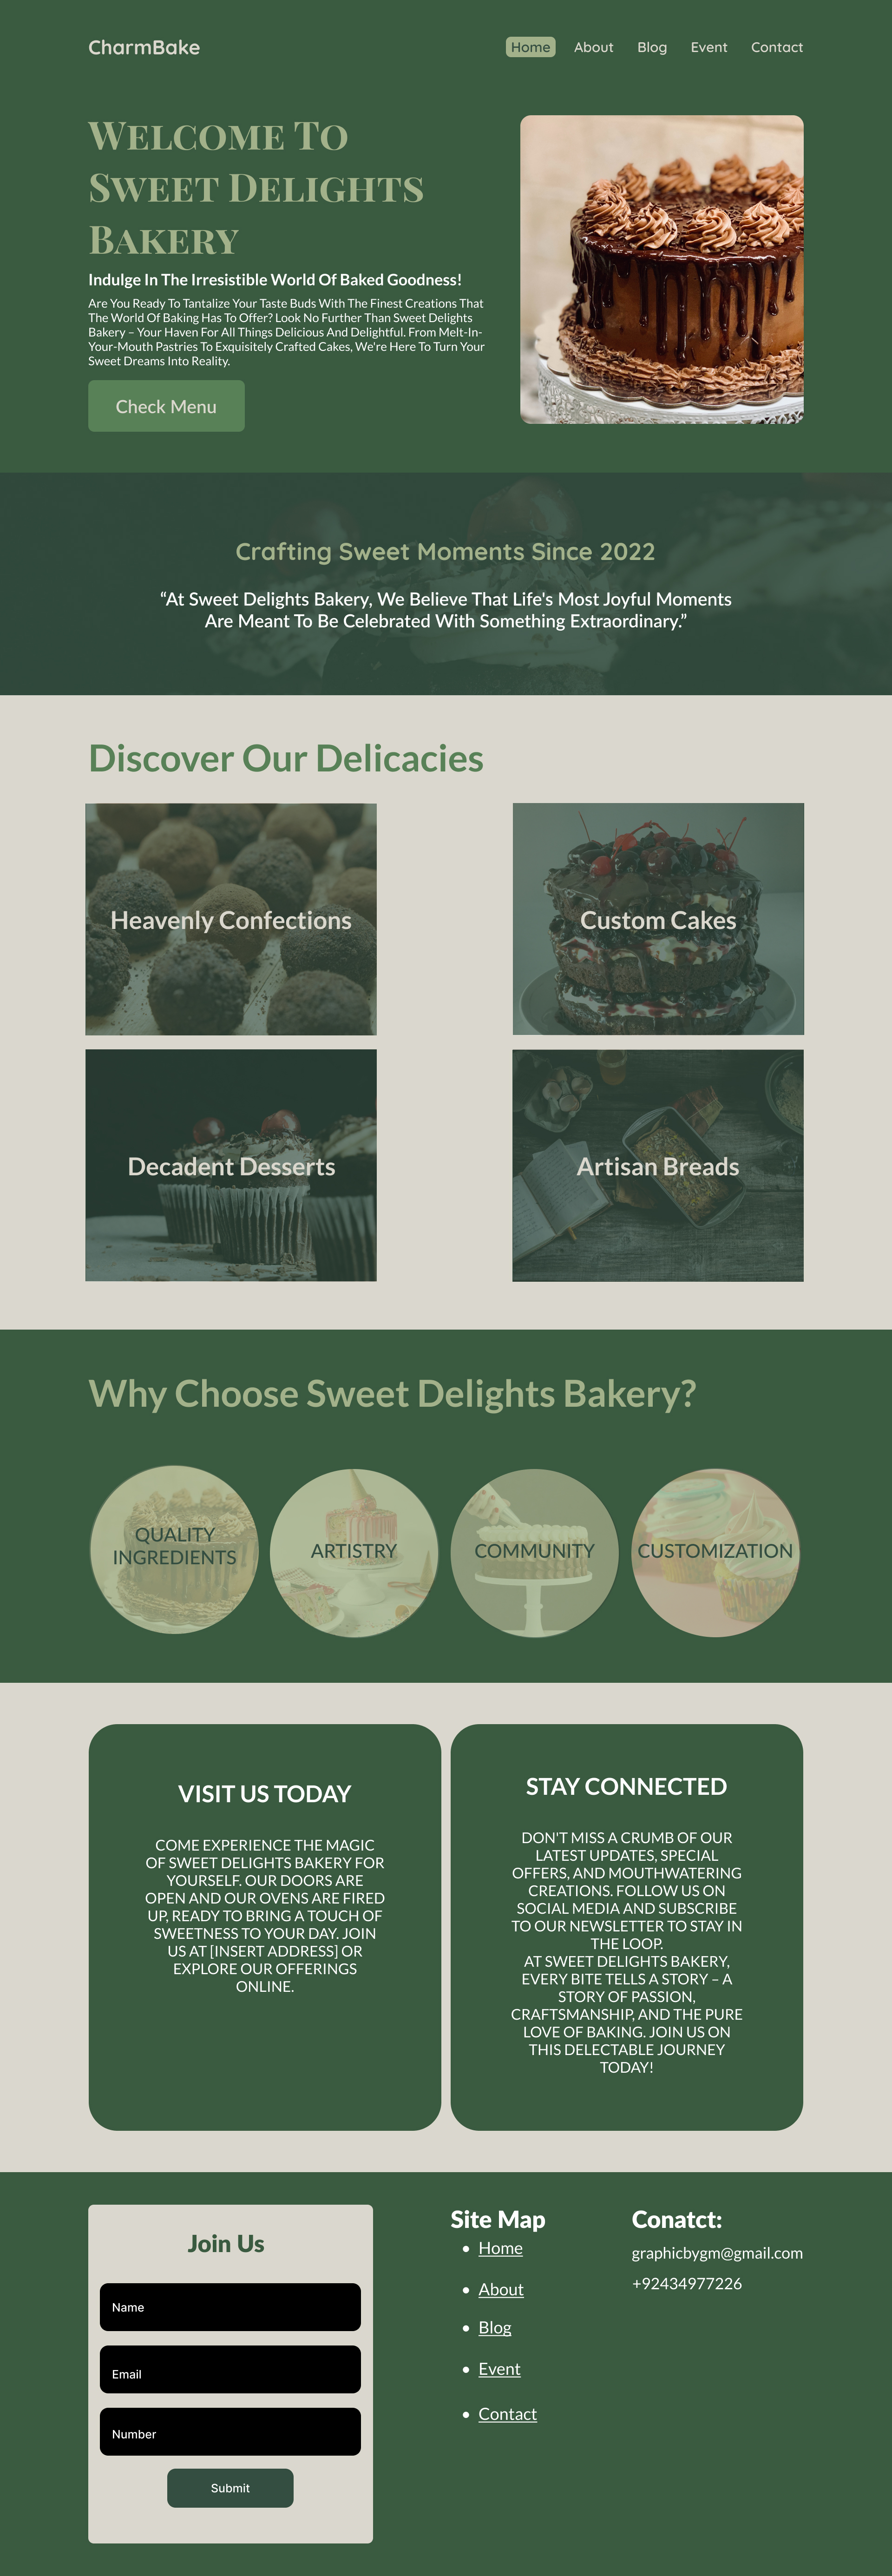 CharmBake
Home About Blog Event Contact
Welcome To
Sweet Delights
Bakery
Indulge In The Irresistible World Of Baked Goodness!
Are You Ready To Tantalize Your Taste Buds With The Finest Creations That
The World Of Baking Has To Offer? Look No Further Than Sweet Delights
Bakery – Your Haven For All Things Delicious And Delightful. From Melt-In-
Your-Mouth Pastries To Exquisitely Crafted Cakes, We're Here To Turn Your
Sweet Dreams Into Reality.
Check Menu
Crafting Sweet Moments Since 2022
“At Sweet Delights Bakery, We Believe That Life's Most Joyful Moments
Are Meant To Be Celebrated With Something Extraordinary.”
Discover Our Delicacies
Heavenly Confections
Custom Cakes
Decadent Desserts
Artisan Breads
Why Choose Sweet Delights Bakery?
QUALITY
INGREDIENTS
ARTISTRY
COMMUNITY
CUSTOMIZATION
VISIT US TODAY
COME EXPERIENCE THE MAGIC
OF SWEET DELIGHTS BAKERY FOR
YOURSELF. OUR DOORS ARE
OPEN AND OUR OVENS ARE FIRED
UP, READY TO BRING A TOUCH OF
SWEETNESS TO YOUR DAY. JOIN
US AT [INSERT ADDRESS] OR
EXPLORE OUR OFFERINGS
ONLINE.
STAY CONNECTED
DON'T MISS A CRUMB OF OUR
LATEST UPDATES, SPECIAL
OFFERS, AND MOUTHWATERING
CREATIONS. FOLLOW US ON
SOCIAL MEDIA AND SUBSCRIBE
TO OUR NEWSLETTER TO STAY IN
THE LOOP.
AT SWEET DELIGHTS BAKERY,
EVERY BITE TELLS A STORY – A
STORY OF PASSION,
CRAFTSMANSHIP, AND THE PURE
LOVE OF BAKING. JOIN US ON
THIS DELECTABLE JOURNEY
TODAY!
Join Us
Name
Email
Number
Submit
Site Map
• Home
• About
• Blog
• Event
• Contact
Conatct:
graphicbygm@gmail.com
+92434977226